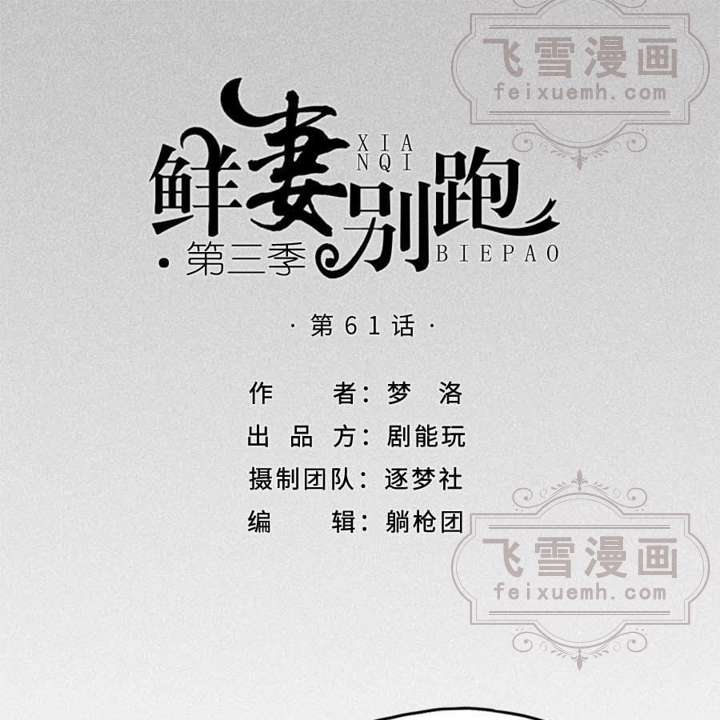 飞雪漫画
feixuemh.com
鲜妻别跑
XIA
NQI
BIEPAO
·第三季
·第61话·
作者：梦洛
出品方：剧能玩
摄制团队：逐梦社
编辑：躺枪团
飞雪漫画
feixuemh.com